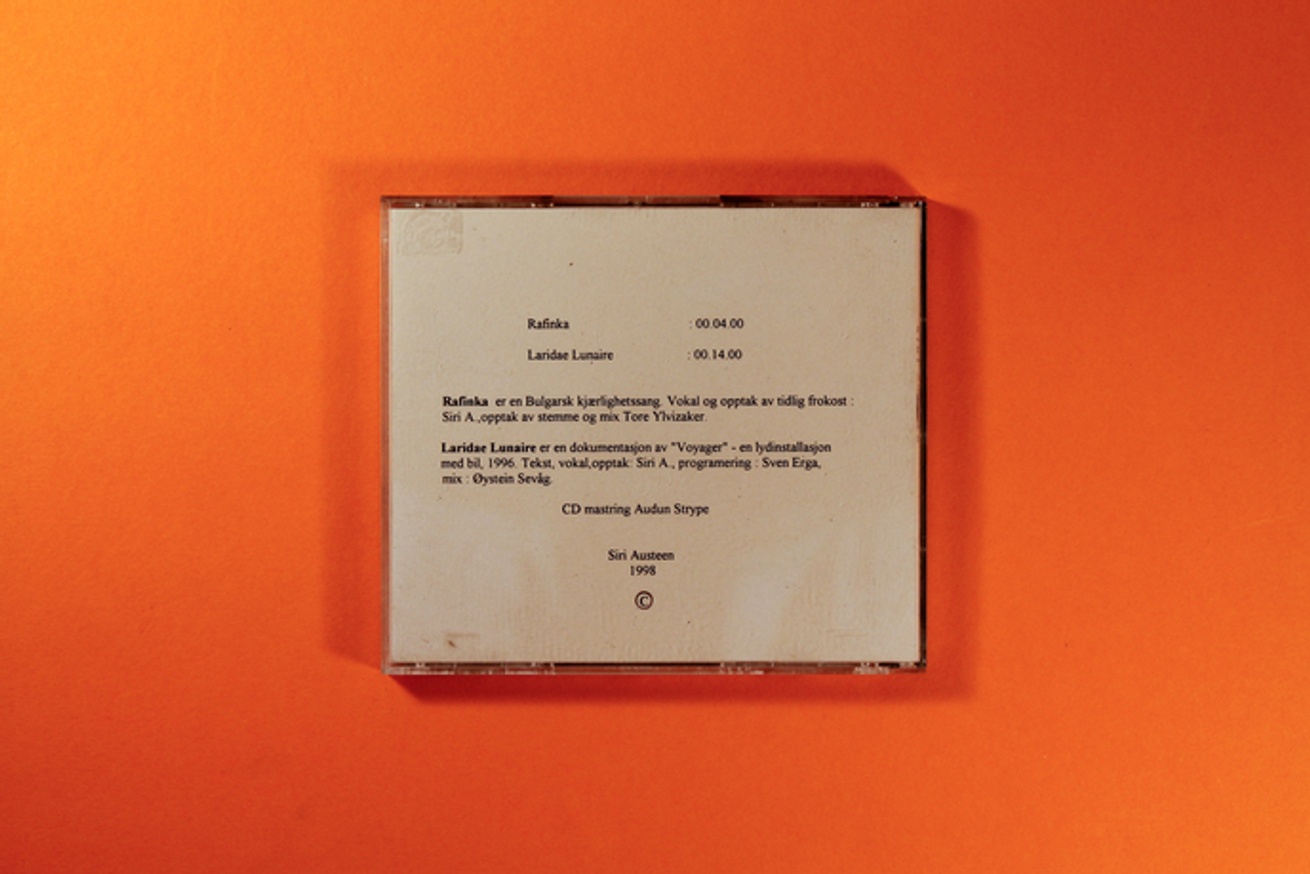 Rafinka : 00.04.00
Laridae Lunaire : 00.14.00
Rafinka er en Bulgarsk kjærlighetssang. Vokal og opptak av tidlig frokost :
Siri A.,opptak av stemme og mix Tore Ylvizaker.
Laridae Lunaire er en dokumentasjon av "Voyager" - en lydinstallasjon
med bil, 1996. Tekst, vokal,opptak: Siri A., programering : Sven Erga,
mix : Øystein Sevåg.
CD mastring Audun Strype
Siri Austeen
1998
©